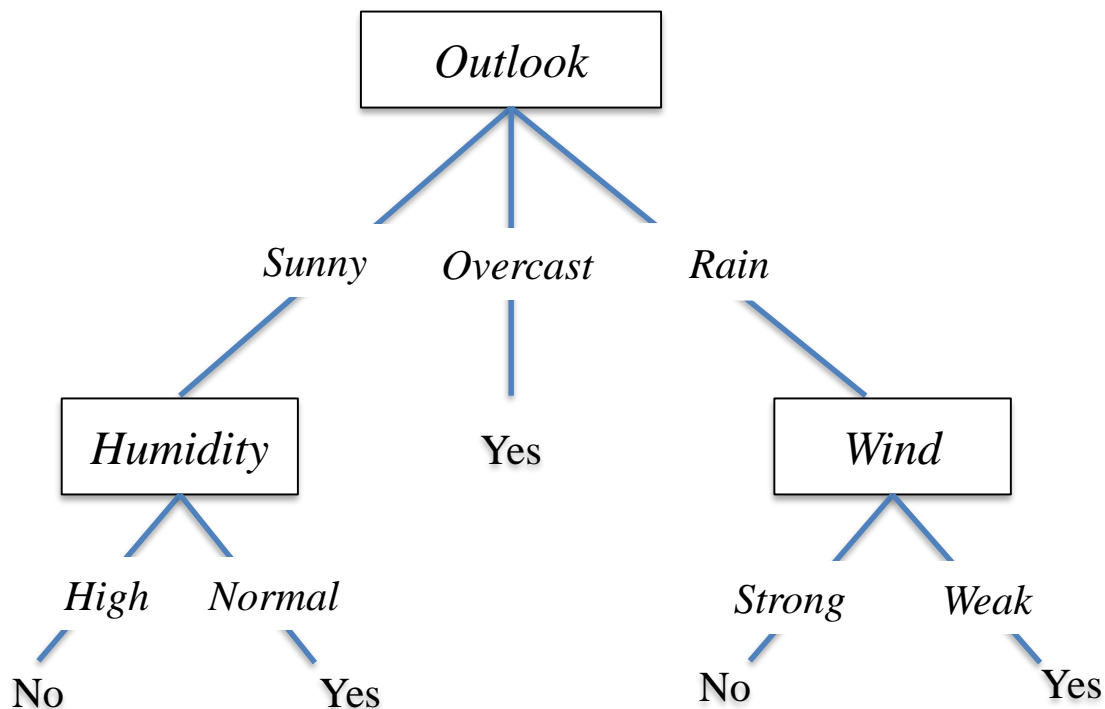 Outlook
Sunny Overcast Rain
Humidity Yes Wind
High Normal Strong Weak
No Yes No Yes